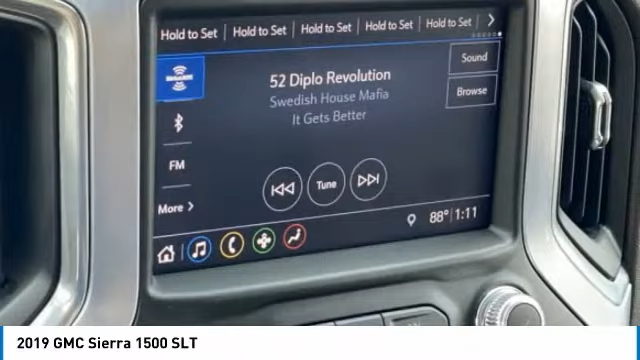 Hold to Set Hold to Set Hold to Set Hold to Set Hold to Set
52 Diplo Revolution
Swedish House Mafia
It Gets Better
Sound
Browse
FM
More
Tune
88° 1:11
2019 GMC Sierra 1500 SLT